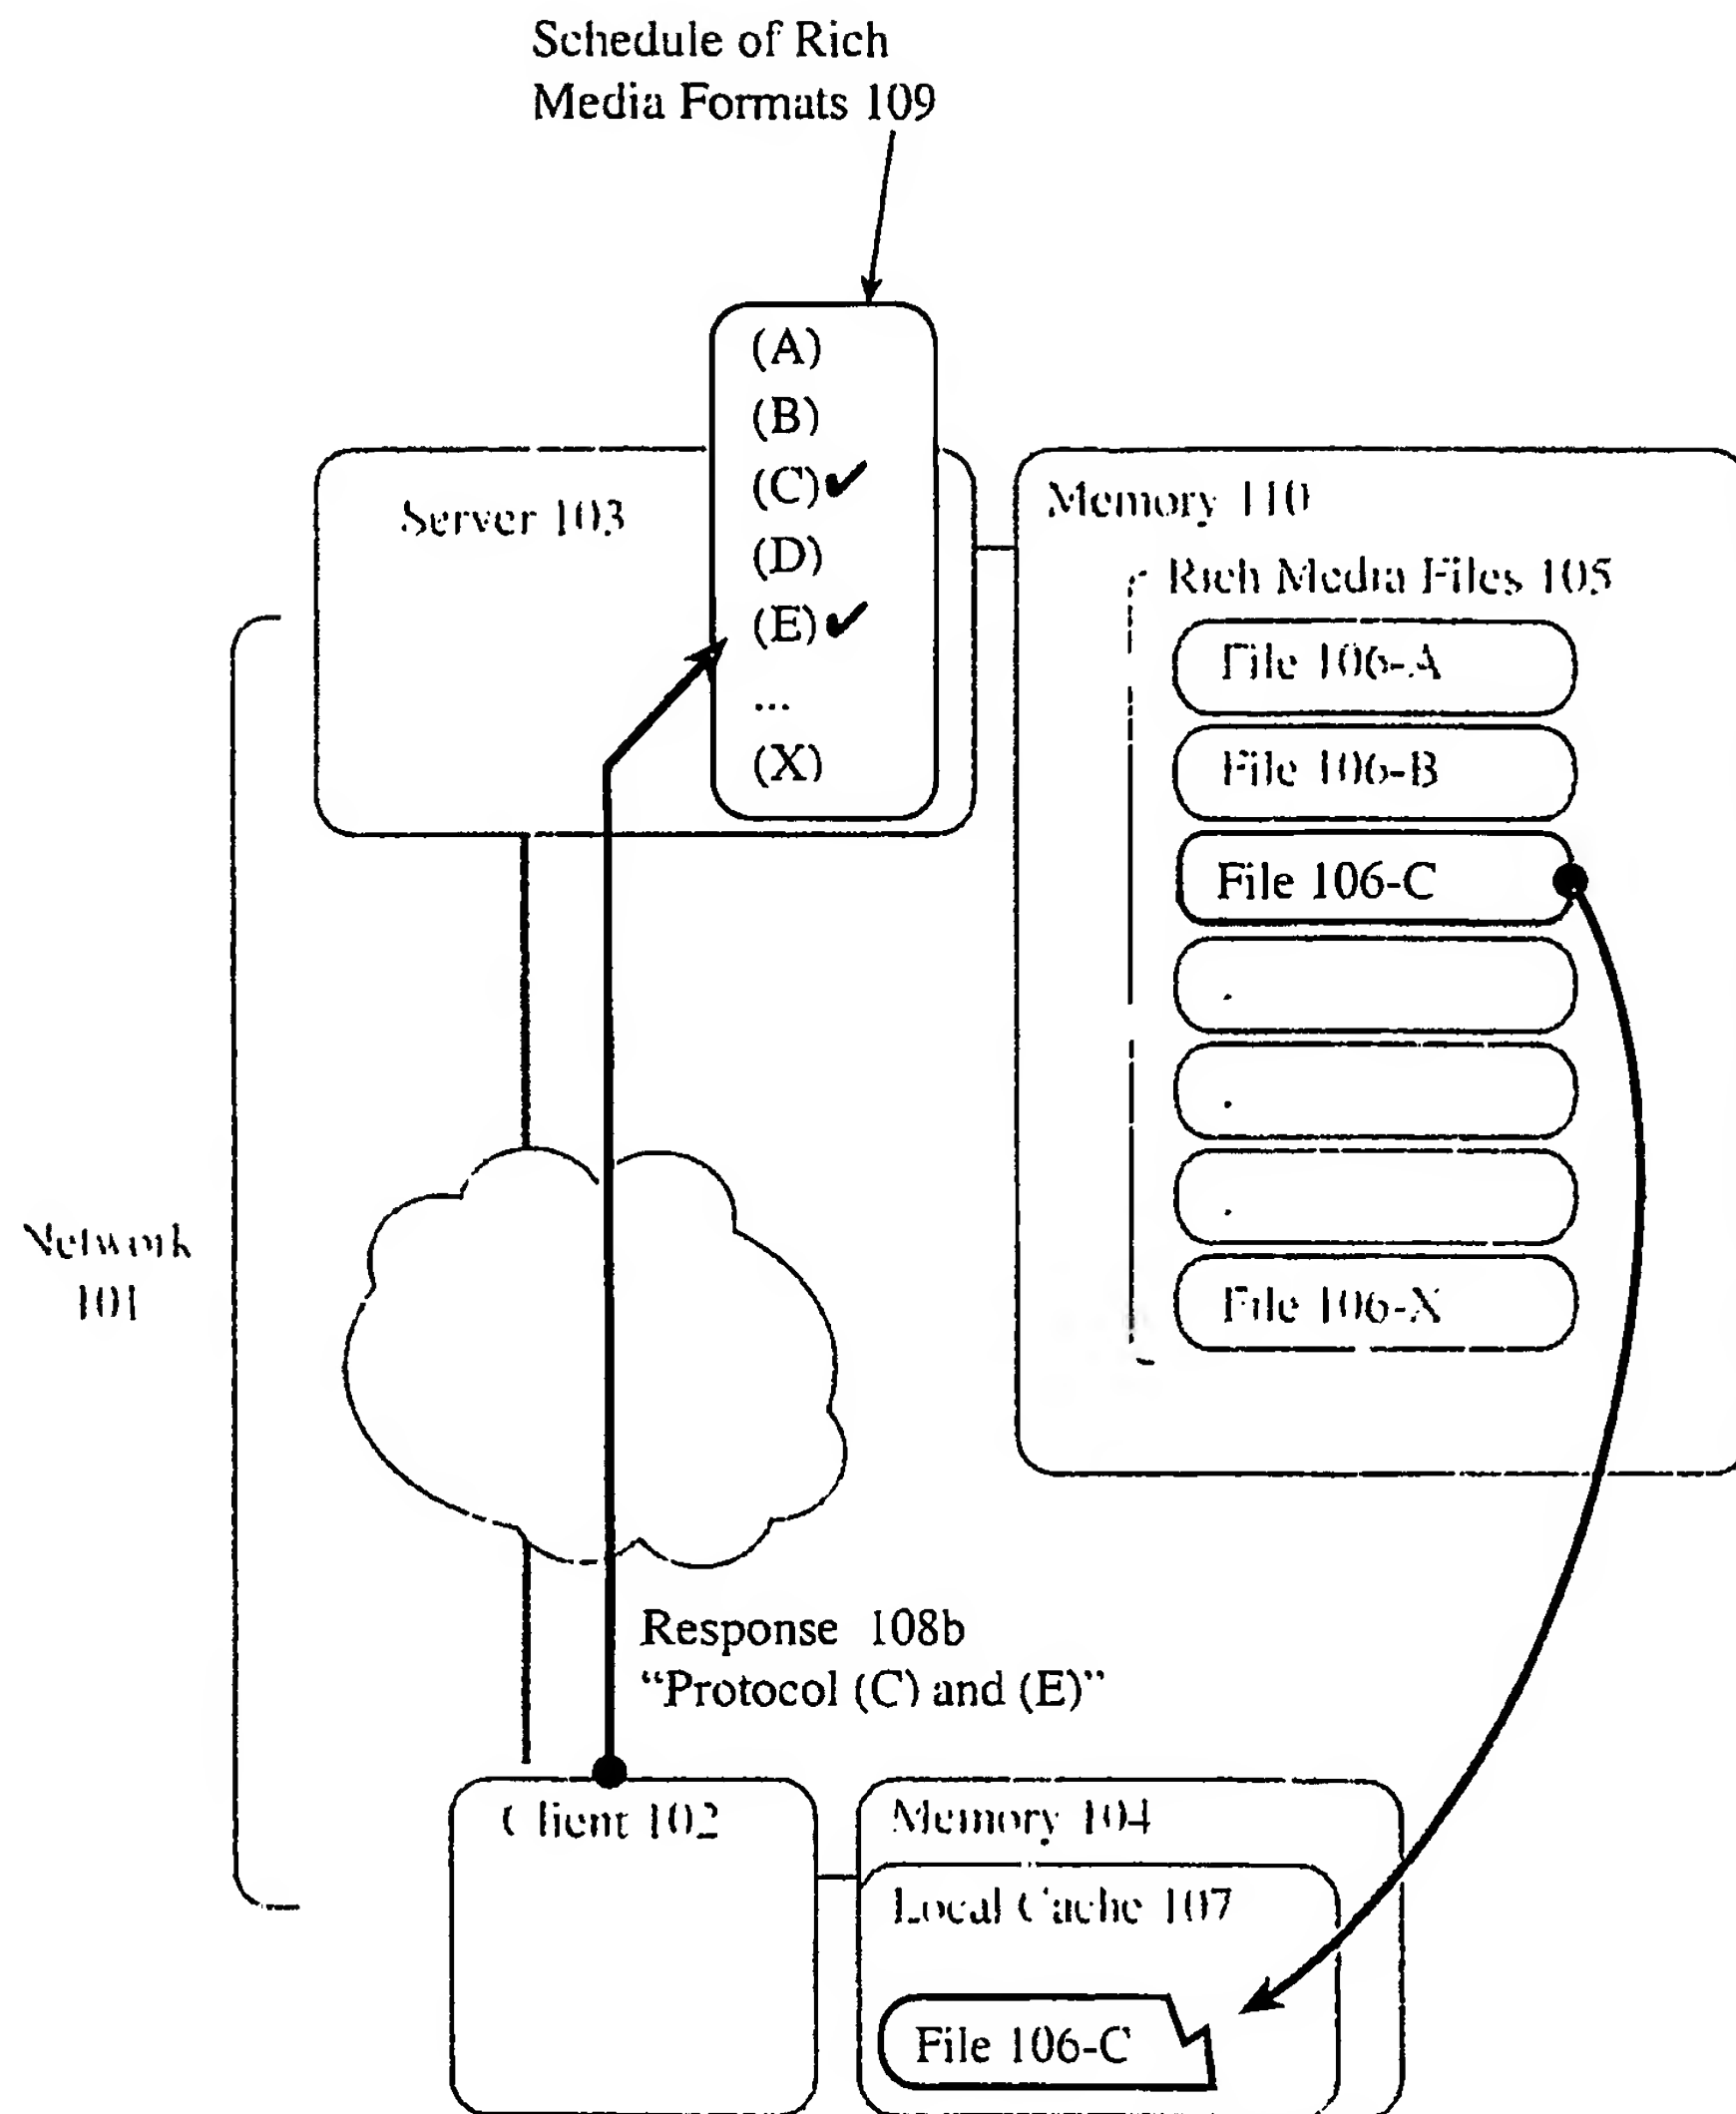 Schedule of Rich
Media Formats 109
(A)
(B)
(C)✔
(D)
(E)✔
...
(X)
Server 103
Memory 110
Rich Media Files 105
File 106-A
File 106-B
File 106-C
.
.
.
File 106-X
Network
101
Response 108b
“Protocol (C) and (E)”
Client 102
Memory 104
Local Cache 107
File 106-C